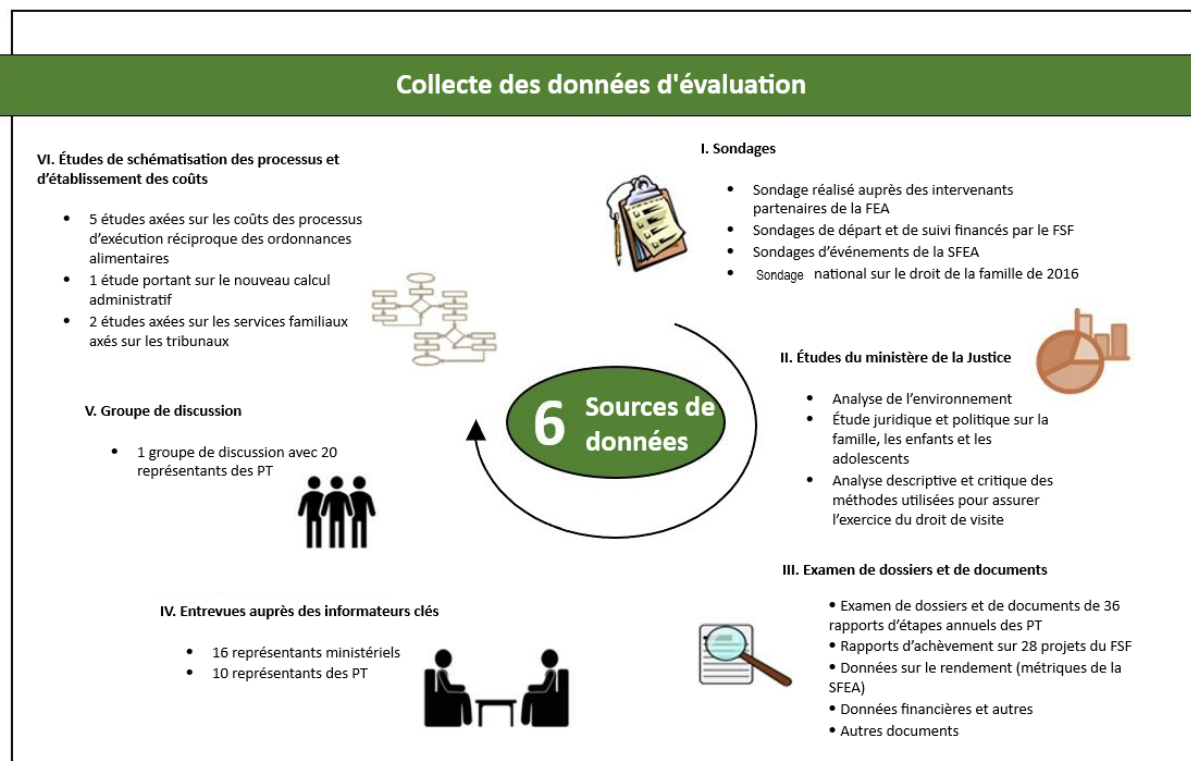 Collecte des données d'évaluation
I. Sondages
• Sondage réalisé auprès des intervenants
partenaires de la FEA
• Sondages de départ et de suivi financés par le FSF
• Sondages d'événements de la SFEA
• Sondage national sur le droit de la famille de 2016
II. Études du ministère de la Justice
• Analyse de l'environnement
• Étude juridique et politique sur la
famille, les enfants et les
adolescents
• Analyse descriptive et critique des
méthodes utilisées pour assurer
l'exercice du droit de visite
III. Examen de dossiers et de documents
• Examen de dossiers et de documents de 36
rapports d'étapes annuels des PT
• Rapports d'achèvement sur 28 projets du FSF
• Données sur le rendement (métriques de la
SFEA)
• Données financières et autres
• Autres documents
IV. Entrevues auprès des informateurs clés
• 16 représentants ministériels
• 10 représentants des PT
V. Groupe de discussion
• 1 groupe de discussion avec 20
représentants des PT
VI. Études de schématisation des processus et
d'établissement des coûts
• 5 études axées sur les coûts des processus
d'exécution réciproque des ordonnances
alimentaires
• 1 étude portant sur le nouveau calcul
administratif
• 2 études axées sur les services familiaux
axés sur les tribunaux
6 Sources de
données